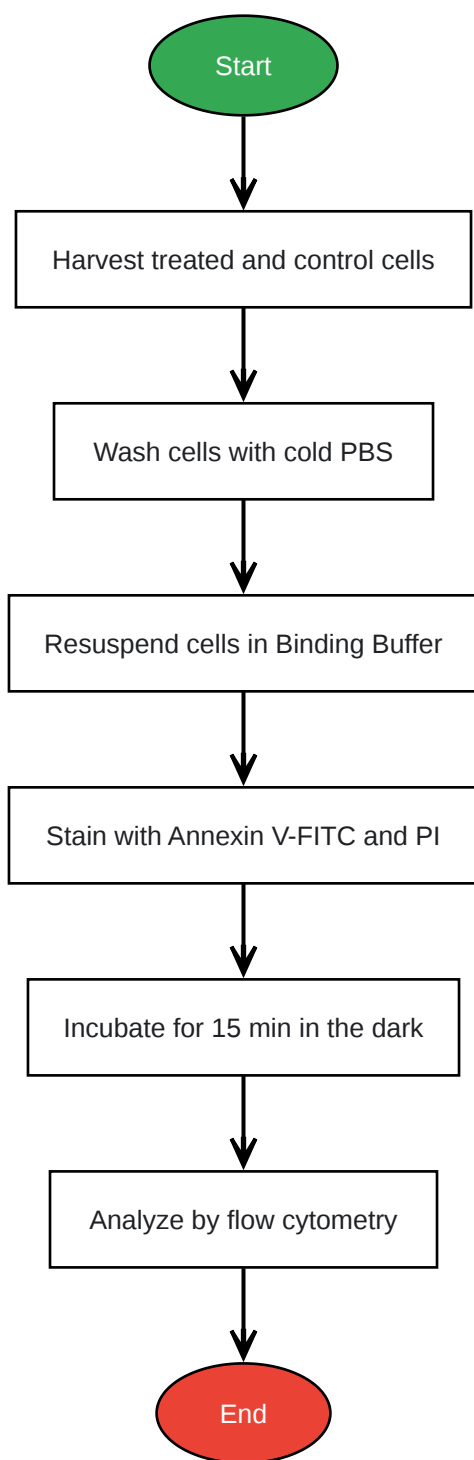 Start
Harvest treated and control cells
Wash cells with cold PBS
Resuspend cells in Binding Buffer
Stain with Annexin V-FITC and PI
Incubate for 15 min in the dark
Analyze by flow cytometry
End